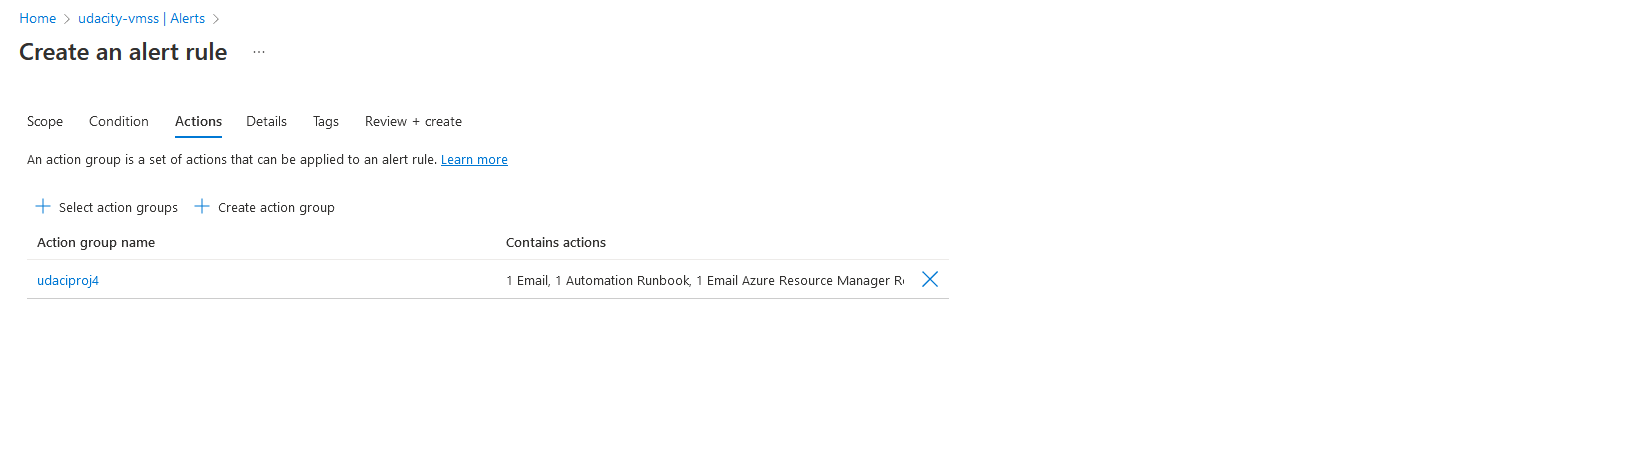 Home > udacity-vmss | Alerts >
Create an alert rule ...
Scope Condition Actions Details Tags Review + create
An action group is a set of actions that can be applied to an alert rule. Learn more
+ Select action groups + Create action group
Action group name Contains actions
udaciproj4 1 Email, 1 Automation Runbook, 1 Email Azure Resource Manager